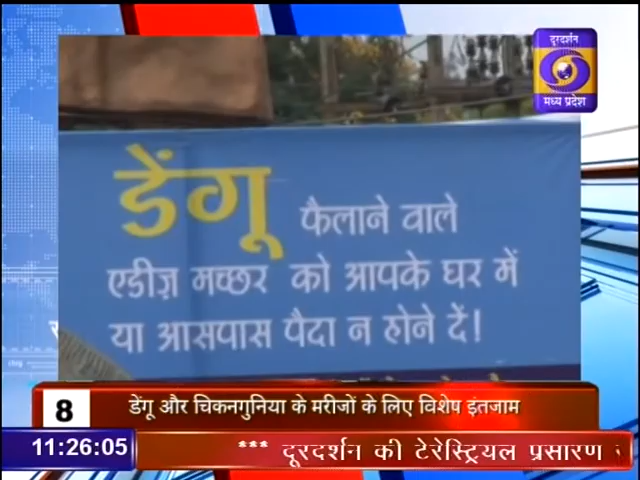 दूरदर्शन
मध्य प्रदेश
डेंगू फैलाने वाले
एडीज़ मच्छर को आपके घर में
या आसपास पैदा न होने दें।
8 डेंगू और चिकनगुनिया के मरीजों के लिए विशेष इंतजाम
11:26:05 *** दूरदर्शन की टेरेस्ट्रियल प्रसारण